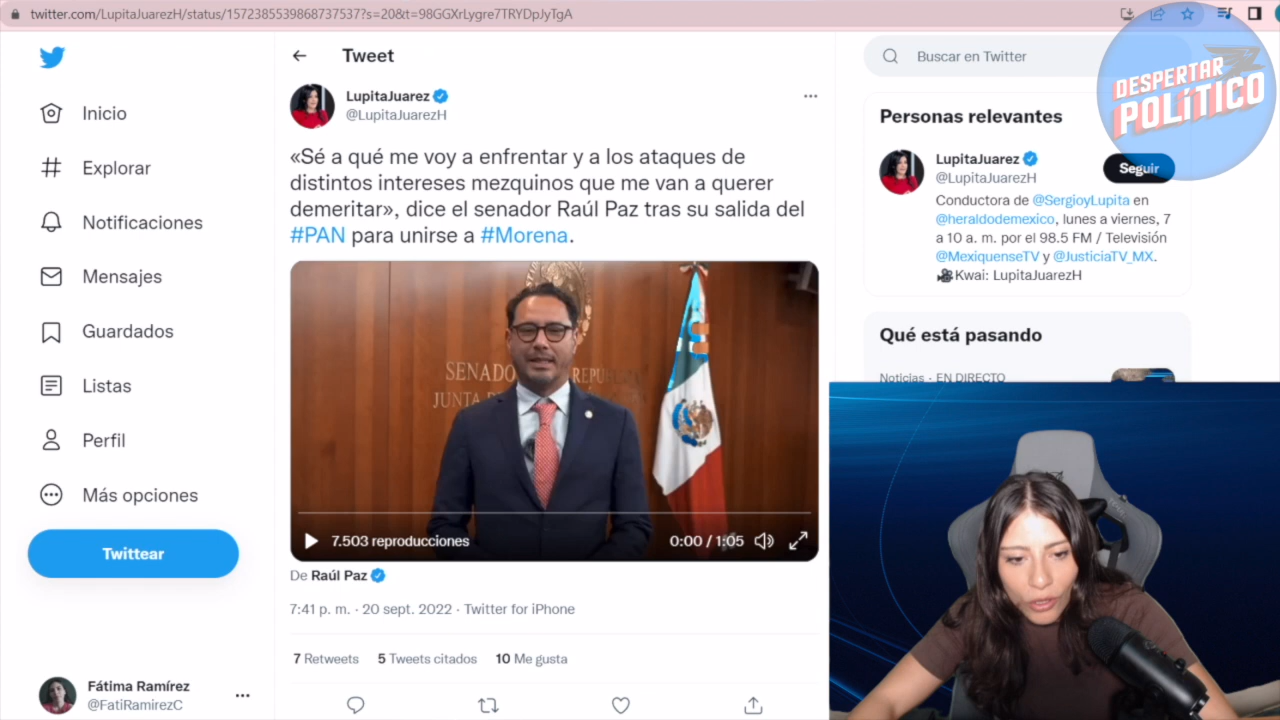 twitter.com/LupitaJuarezH/status/1572385539868737537?s=20&t=98GGXrLygre7TRYDpJyTgA
Inicio
Explorar
Notificaciones
Mensajes
Guardados
Listas
Perfil
Más opciones
Twittear
Fátima Ramírez
@FatiRamirezC
Tweet
LupitaJuarez
@LupitaJuarezH
«Sé a qué me voy a enfrentar y a los ataques de
distintos intereses mezquinos que me van a querer
demeritar», dice el senador Raúl Paz tras su salida del
#PAN para unirse a #Morena.
SENADO REPUB
JUNTA DE
7.503 reproducciones
0:00 / 1:05
De Raúl Paz
7:41 p. m. · 20 sept. 2022 · Twitter for iPhone
7 Retweets 5 Tweets citados 10 Me gusta
Buscar en Twitter
DESPERTAR
POLÍTICO
Personas relevantes
LupitaJuarez
@LupitaJuarezH
Seguir
Conductora de @SergioyLupita en
@heraldodemexico, lunes a viernes, 7
a 10 a. m. por el 98.5 FM / Televisión
@MexiquenseTV y @JusticiaTV_MX.
Kwai: LupitaJuarezH
Qué está pasando
Noticias · EN DIRECTO